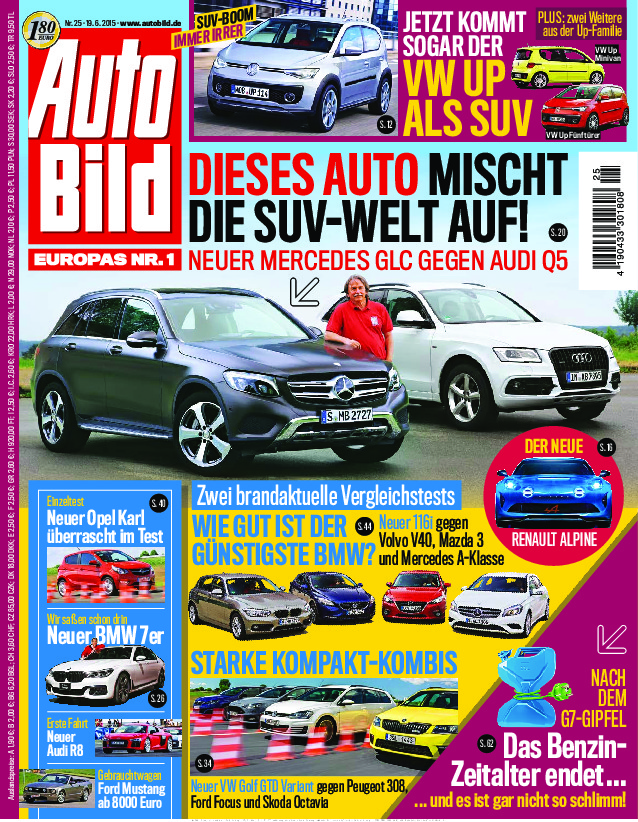 1.80
EURO
Nr. 25 · 19. 6. 2015 · www.autobild.de
Auto
Bild
EUROPAS NR. 1
SUV-BOOM
IMMER IRRER
WOB UP 114
S. 12
JETZT KOMMT
SOGAR DER
VW UP
ALS SUV
PLUS: zwei Weitere
aus der Up-Familie
VW Up
Minivan
VW Up Fünftürer
25
4 190433 301808
DIESES AUTO MISCHT
DIE SUV-WELT AUF!
S. 20
NEUER MERCEDES GLC GEGEN AUDI Q5
S MB 2727
DER NEUE
S. 16
RENAULT ALPINE
Einzeltest
S. 40
Neuer Opel Karl
überrascht im Test
Wir saßen schon drin
Neuer BMW 7er
S. 26
Erste Fahrt
Neuer
Audi R8
Gebrauchtwagen
Ford Mustang
ab 8000 Euro
Zwei brandaktuelle Vergleichstests
WIE GUT IST DER
GÜNSTIGSTE BMW?
S. 44
Neuer 116i gegen
Volvo V40, Mazda 3
und Mercedes A-Klasse
STARKE KOMPAKT-KOMBIS
S. 34
Neuer VW Golf GTD Variant gegen Peugeot 308,
Ford Focus und Skoda Octavia
NACH
DEM
G7-GIPFEL
S. 62
Das Benzin-
Zeitalter endet ...
... und es ist gar nicht so schlimm!